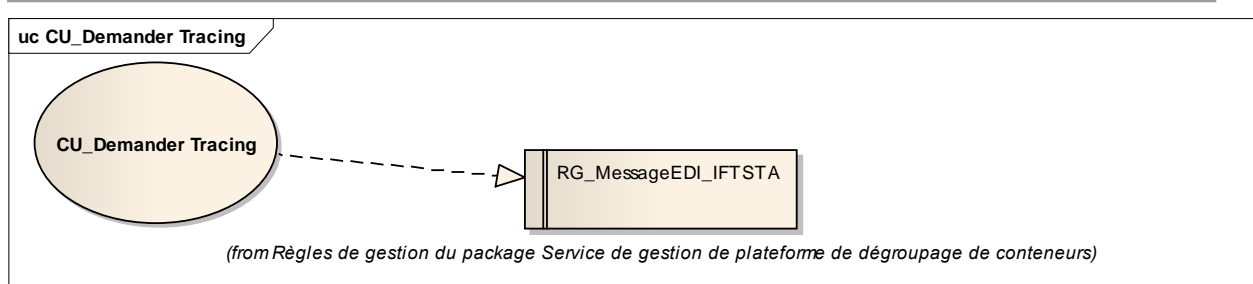 uc CU_Demander Tracing
CU_Demander Tracing
RG_MessageEDI_IFTSTA
(from Règles de gestion du package Service de gestion de plateforme de dégroupage de conteneurs)